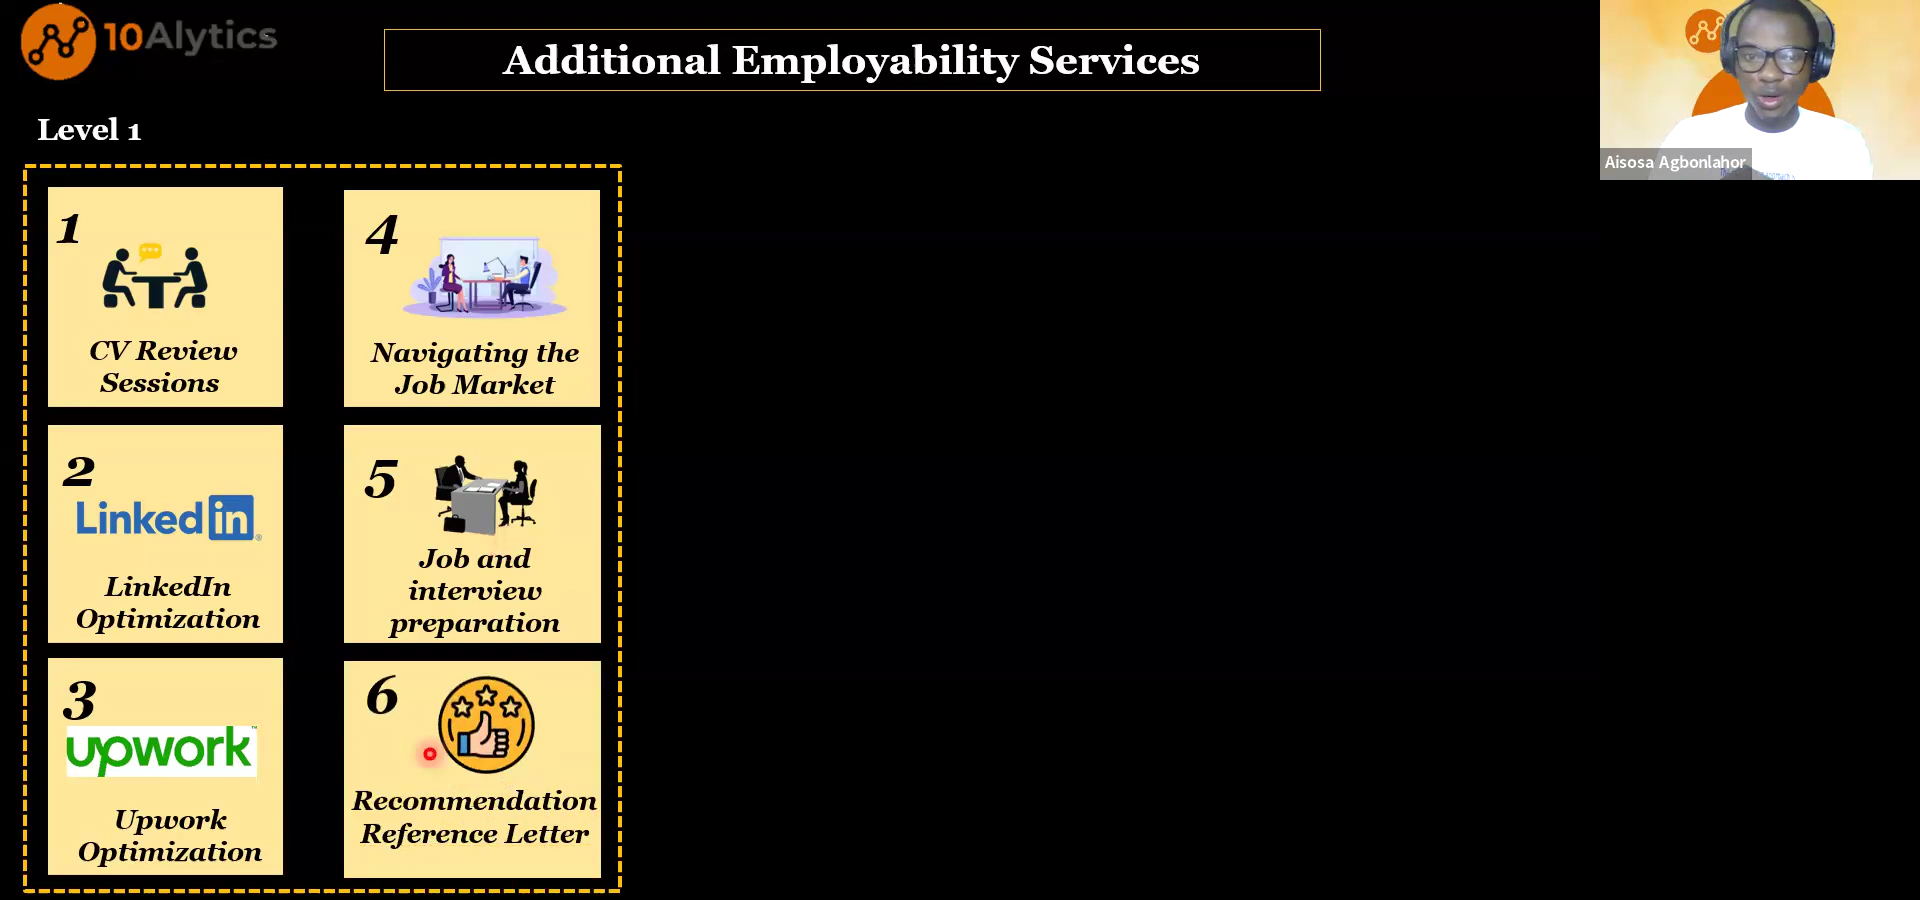 10Alytics
Additional Employability Services
Aisosa Agbonlahor
Level 1
1
CV Review
Sessions
2
LinkedIn
LinkedIn
Optimization
3
upwork
Upwork
Optimization
4
Navigating the
Job Market
5
Job and
interview
preparation
6
Recommendation
Reference Letter